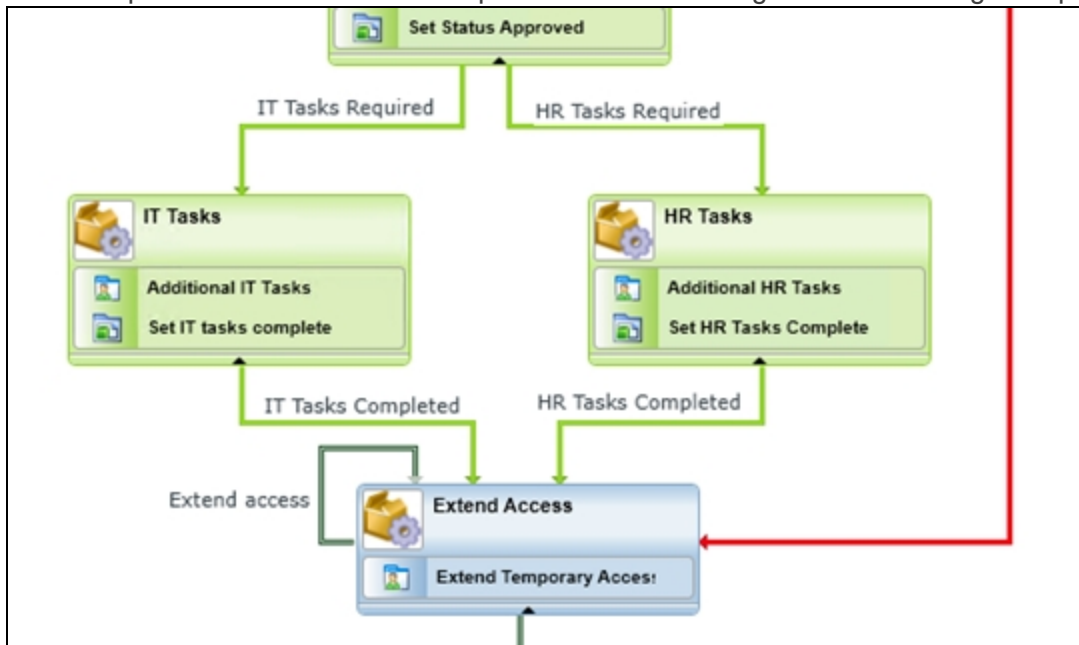 Set Status Approved
IT Tasks Required
HR Tasks Required
IT Tasks
HR Tasks
Additional IT Tasks
Additional HR Tasks
Set IT tasks complete
Set HR Tasks Complete
IT Tasks Completed
HR Tasks Completed
Extend access
Extend Access
Extend Temporary